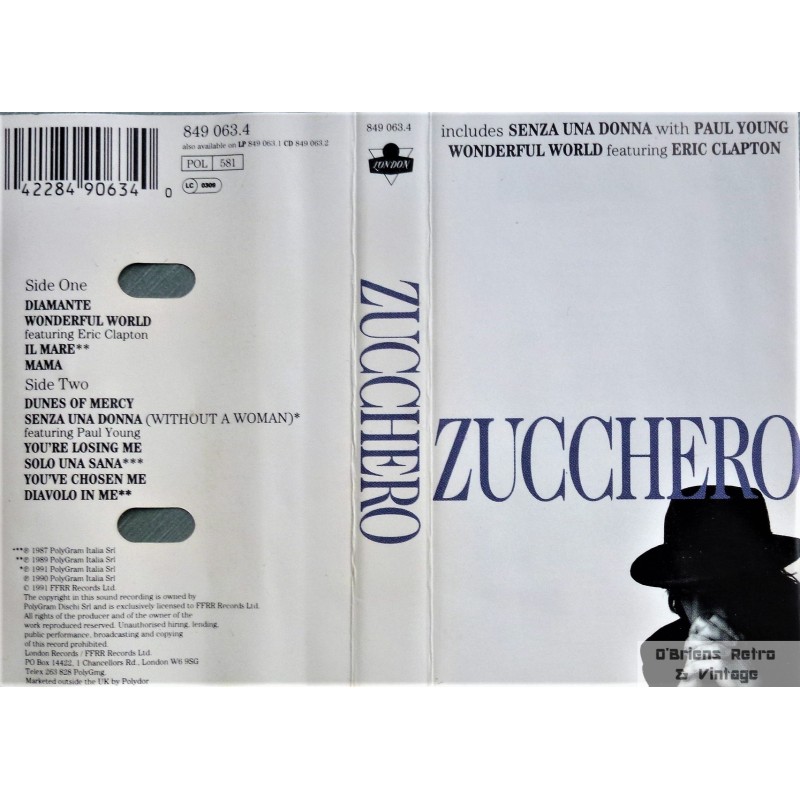 849 063.4
also available on LP 849 063.1 CD 849 063.2
POL 581
LC 0309
42284 90634 0
Side One
DIAMANTE
WONDERFUL WORLD
featuring Eric Clapton
IL MARE**
MAMA
Side Two
DUNES OF MERCY
SENZA UNA DONNA (WITHOUT A WOMAN)*
featuring Paul Young
YOU'RE LOSING ME
SOLO UNA SANA***
YOU'VE CHOSEN ME
DIAVOLO IN ME**
***℗ 1987 PolyGram Italia Srl
**℗ 1989 PolyGram Italia Srl
*℗ 1991 PolyGram Italia Srl
℗ 1990 PolyGram Italia Srl
© 1991 FFRR Records Ltd.
The copyright in this sound recording is owned by
PolyGram Dischi Srl and is exclusively licensed to FFRR Records Ltd.
All rights of the producer and of the owner of the
work reproduced reserved. Unauthorised hiring, lending,
public performance, broadcasting and copying
of this record prohibited.
London Records / FFRR Records Ltd.
PO Box 14422, 1 Chancellors Rd., London W6 9SG
Telex 263 828 PolyGmg.
Marketed outside the UK by Polydor
849 063.4
LONDON
ZUCCHERO
includes SENZA UNA DONNA with PAUL YOUNG
WONDERFUL WORLD featuring ERIC CLAPTON
ZUCCHERO
O'Briens Retro
& Vintage